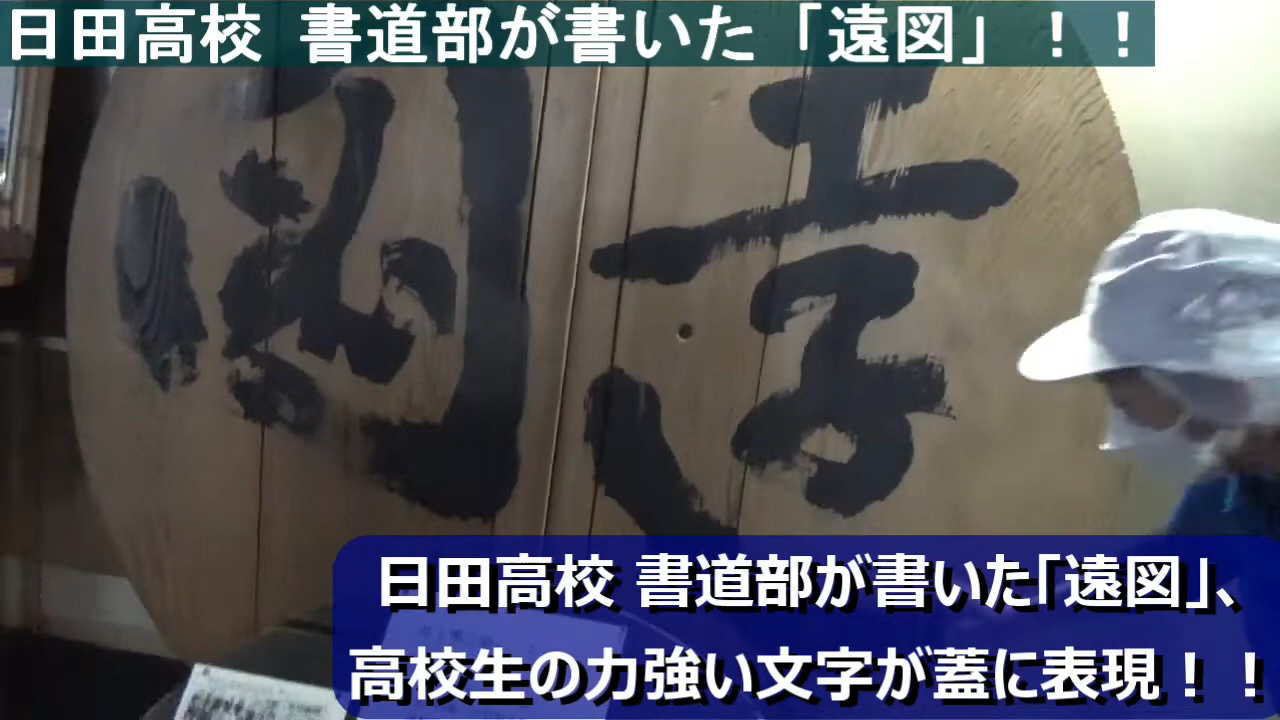 日田高校 書道部が書いた「遠図」！！
遠図
日田高校 書道部が書いた「遠図」、
高校生の力強い文字が蓋に表現！！